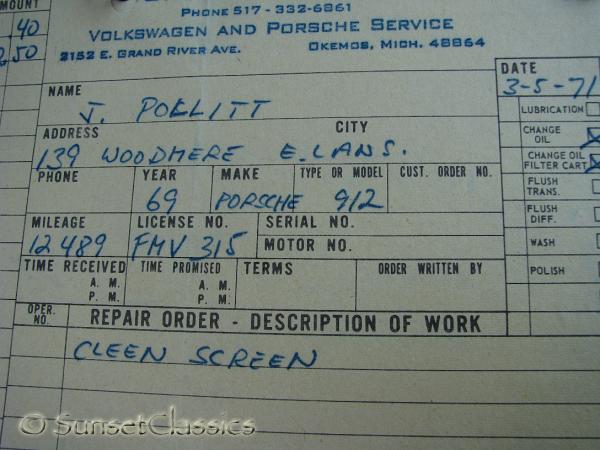 MOUNT
.40
2.50
PHONE 517-332-6861
VOLKSWAGEN AND PORSCHE SERVICE
2152 E. GRAND RIVER AVE. OKEMOS, MICH. 48864
NAME
J. POELITT
DATE
3-5-71
ADDRESS CITY
139 WOODMERE E. LANS.
PHONE YEAR MAKE TYPE OR MODEL CUST. ORDER NO.
69 PORSCHE 912
MILEAGE LICENSE NO. SERIAL NO.
12489 FMV 315 MOTOR NO.
TIME RECEIVED TIME PROMISED TERMS ORDER WRITTEN BY
A. M. A. M.
P. M. P. M.
LUBRICATION
CHANGE OIL
CHANGE OIL FILTER CART
FLUSH TRANS.
FLUSH DIFF.
WASH
POLISH
OPER. NO. REPAIR ORDER - DESCRIPTION OF WORK
CLEEN SCREEN
© SunsetClassics